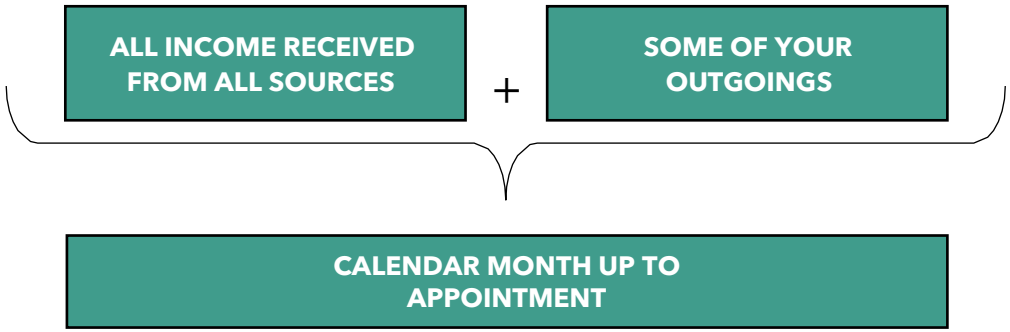 ALL INCOME RECEIVED
FROM ALL SOURCES
+
SOME OF YOUR
OUTGOINGS
CALENDAR MONTH UP TO
APPOINTMENT